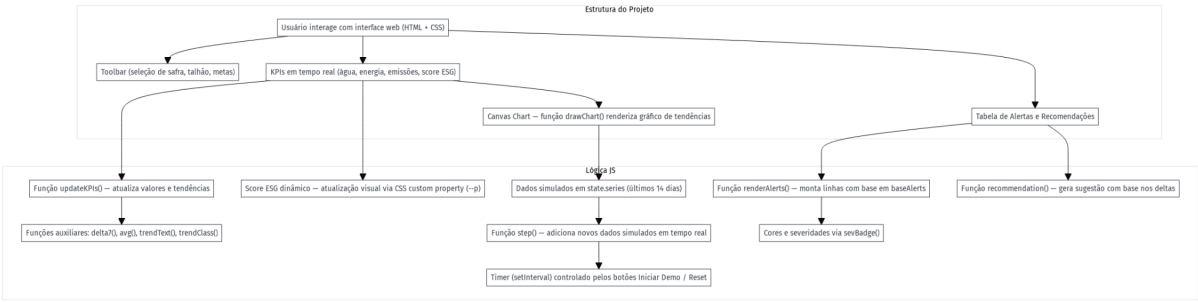 Estrutura do Projeto
Usuário interage com interface web (HTML + CSS)
Toolbar (seleção de safra, talhão, metas)
KPIs em tempo real (água, energia, emissões, score ESG)
Canvas Chart — função drawChart() renderiza gráfico de tendências
Tabela de Alertas e Recomendações
Lógica JS
Função updateKPIs() — atualiza valores e tendências
Score ESG dinâmico — atualização visual via CSS custom property (--p)
Dados simulados em state.series (últimos 14 dias)
Função renderAlerts() — monta linhas com base em baseAlerts
Função recommendation() — gera sugestão com base nos deltas
Funções auxiliares: delta7(), avg(), trendText(), trendClass()
Função step() — adiciona novos dados simulados em tempo real
Cores e severidades via sevBadge()
Timer (setInterval) controlado pelos botões Iniciar Demo / Reset